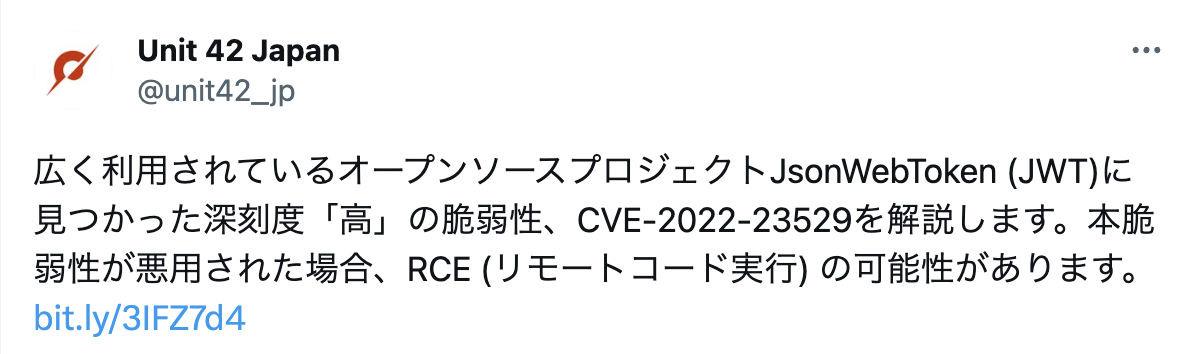 Unit 42 Japan
@unit42_jp
広く利用されているオープンソースプロジェクトJsonWebToken (JWT)に
見つかった深刻度「高」の脆弱性、CVE-2022-23529を解説します。本脆
弱性が悪用された場合、RCE (リモートコード実行) の可能性があります。
bit.ly/3IFZ7d4